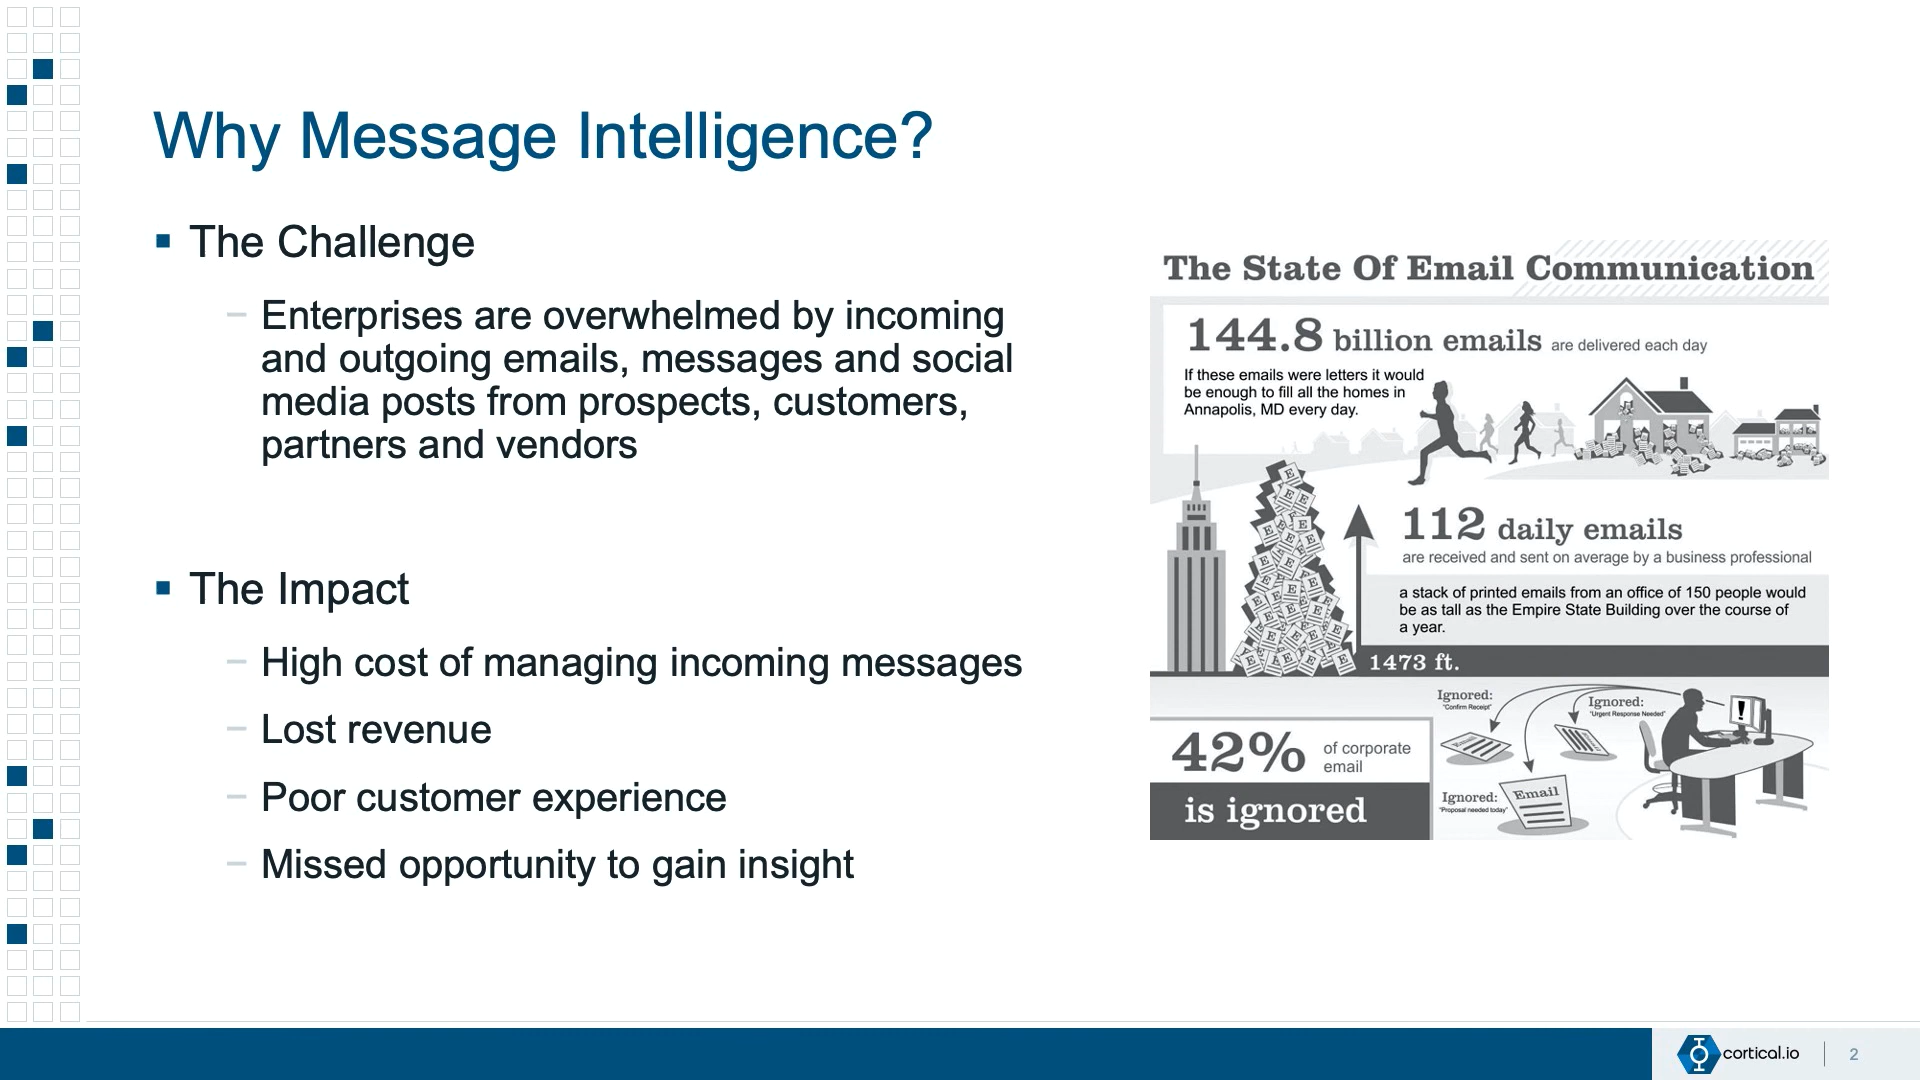 Why Message Intelligence?
The Challenge
Enterprises are overwhelmed by incoming
and outgoing emails, messages and social
media posts from prospects, customers,
partners and vendors
The Impact
High cost of managing incoming messages
Lost revenue
Poor customer experience
Missed opportunity to gain insight
The State Of Email Communication
144.8 billion emails are delivered each day
If these emails were letters it would
be enough to fill all the homes in
Annapolis, MD every day.
112 daily emails
are received and sent on average by a business professional
a stack of printed emails from an office of 150 people would
be as tall as the Empire State Building over the course of
a year.
1473 ft.
42% of corporate
email
is ignored
Ignored:
"Confirm Receipt"
Ignored:
"Urgent Response Needed"
Ignored:
"Proposal needed today"
Email
!
cortical.io
2